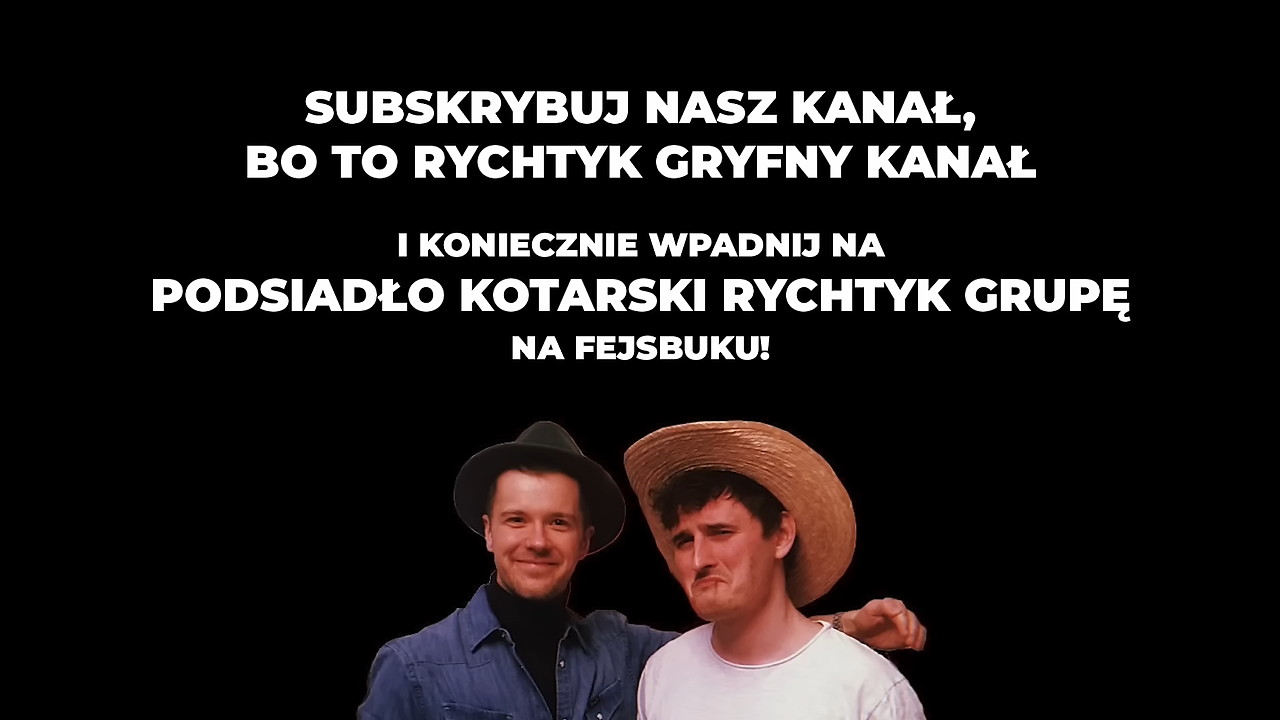 SUBSKRYBUJ NASZ KANAŁ,
BO TO RYCHTYK GRYFNY KANAŁ
I KONIECZNIE WPADNIJ NA
PODSIADŁO KOTARSKI RYCHTYK GRUPĘ
NA FEJSBUKU!